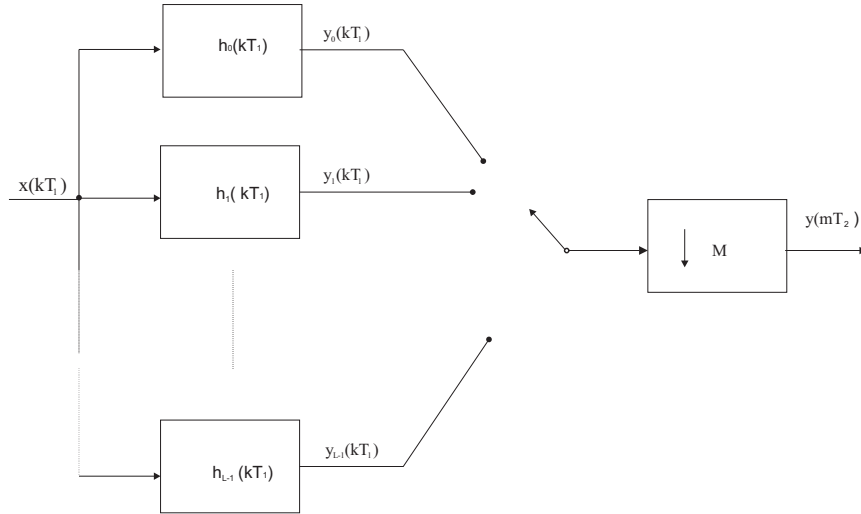 h₀(kT₁)
y₀(kT₁)
x(kT₁)
h₁( kT₁)
y₁(kT₁)
M
y(mT₂ )
h_{L-1} (kT₁)
y_{L-1}(kT₁)